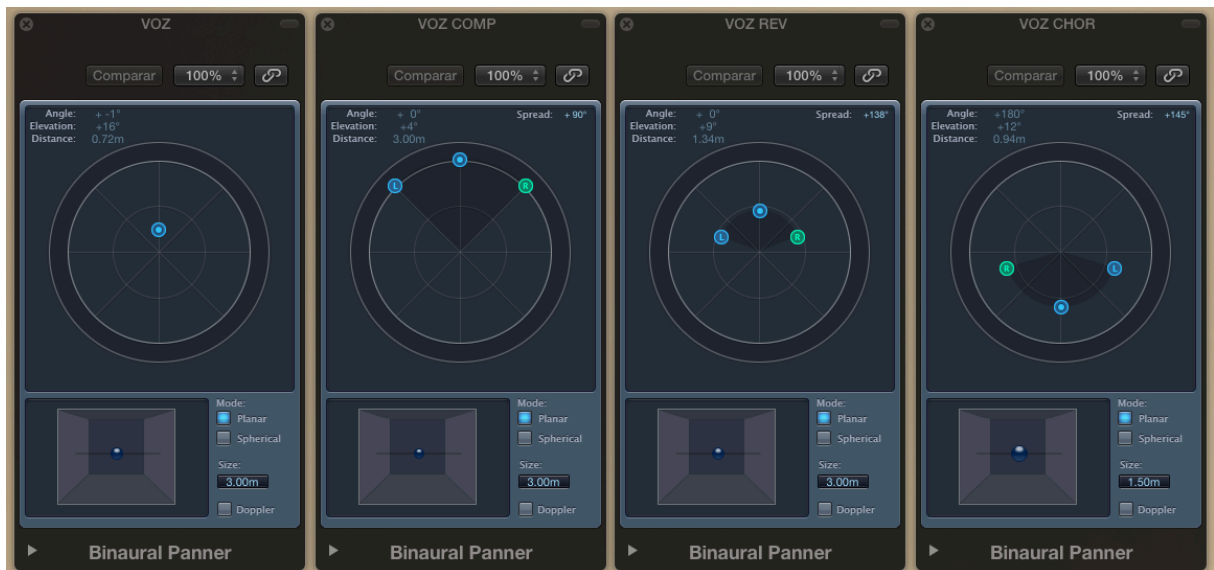 VOZ
Comparar 100%
Angle: + -1°
Elevation: +16°
Distance: 0.72m
Mode:
Planar
Spherical
Size:
3.00m
Doppler
Binaural Panner
VOZ COMP
Comparar 100%
Angle: + 0° Spread: + 90°
Elevation: +4°
Distance: 3.00m
L R
Mode:
Planar
Spherical
Size:
3.00m
Doppler
Binaural Panner
VOZ REV
Comparar 100%
Angle: + 0° Spread: +138°
Elevation: +9°
Distance: 1.34m
L R
Mode:
Planar
Spherical
Size:
3.00m
Doppler
Binaural Panner
VOZ CHOR
Comparar 100%
Angle: +180° Spread: +145°
Elevation: +12°
Distance: 0.94m
R L
Mode:
Planar
Spherical
Size:
1.50m
Doppler
Binaural Panner